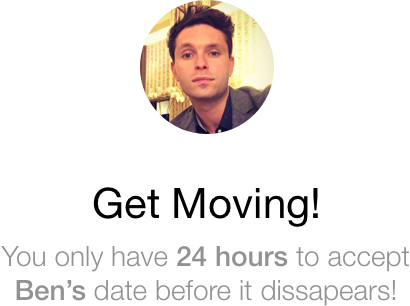 Get Moving!
You only have 24 hours to accept
Ben’s date before it dissapears!